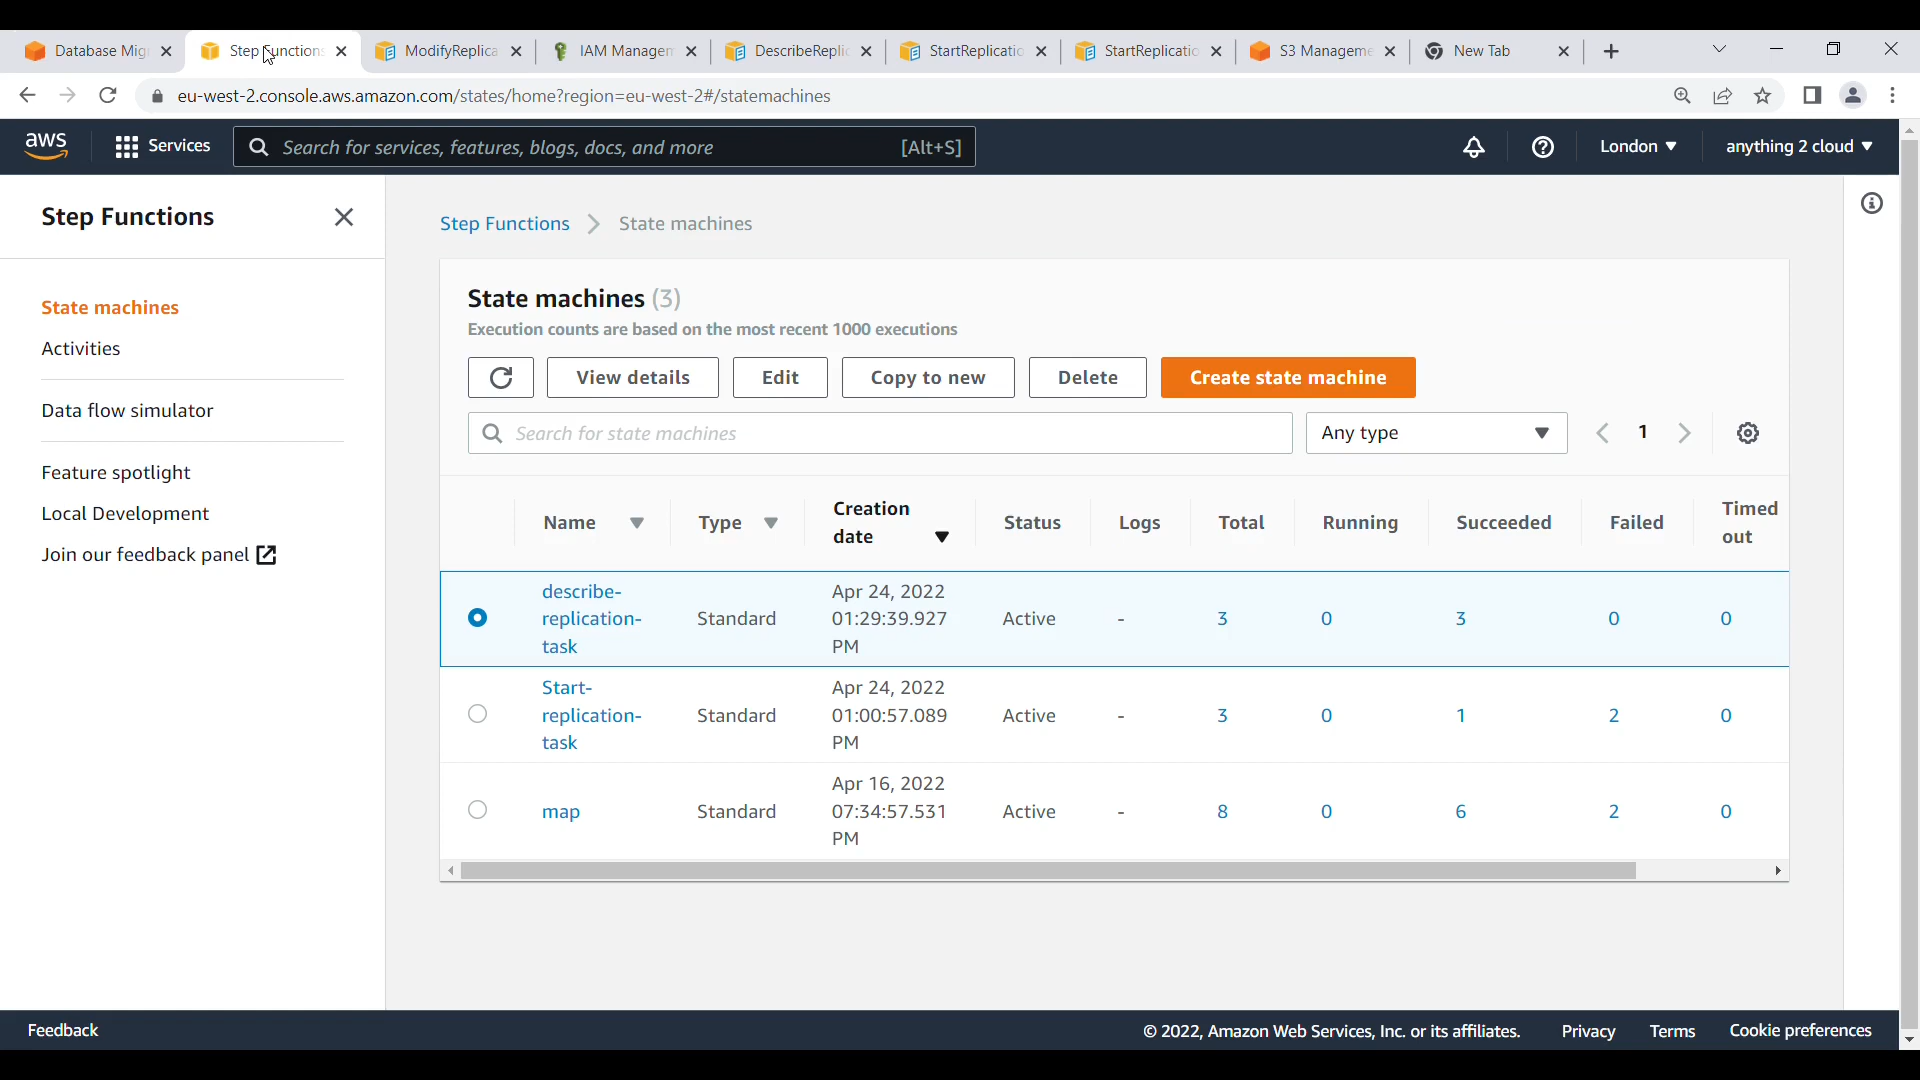 Database Mig
Step Functions
ModifyReplica
IAM Managem
DescribeReplic
StartReplicatio
StartReplicatio
S3 Manageme
New Tab
eu-west-2.console.aws.amazon.com/states/home?region=eu-west-2#/statemachines
aws
Services
Search for services, features, blogs, docs, and more
[Alt+S]
London
anything 2 cloud
Step Functions
State machines
Activities
Data flow simulator
Feature spotlight
Local Development
Join our feedback panel
Step Functions
State machines
State machines (3)
Execution counts are based on the most recent 1000 executions
View details
Edit
Copy to new
Delete
Create state machine
Search for state machines
Any type
1
Name
Type
Creation
date
Status
Logs
Total
Running
Succeeded
Failed
Timed
out
describe-
replication-
task
Standard
Apr 24, 2022
01:29:39.927
PM
Active
-
3
0
3
0
0
Start-
replication-
task
Standard
Apr 24, 2022
01:00:57.089
PM
Active
-
3
0
1
2
0
map
Standard
Apr 16, 2022
07:34:57.531
PM
Active
-
8
0
6
2
0
Feedback
© 2022, Amazon Web Services, Inc. or its affiliates.
Privacy
Terms
Cookie preferences